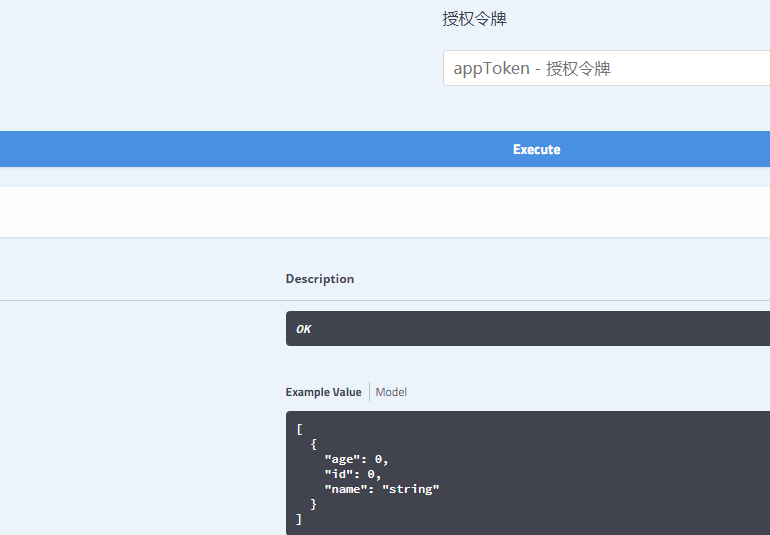 授权令牌
appToken - 授权令牌
Execute
Description
OK
Example Value Model
[
  {
    "age": 0,
    "id": 0,
    "name": "string"
  }
]